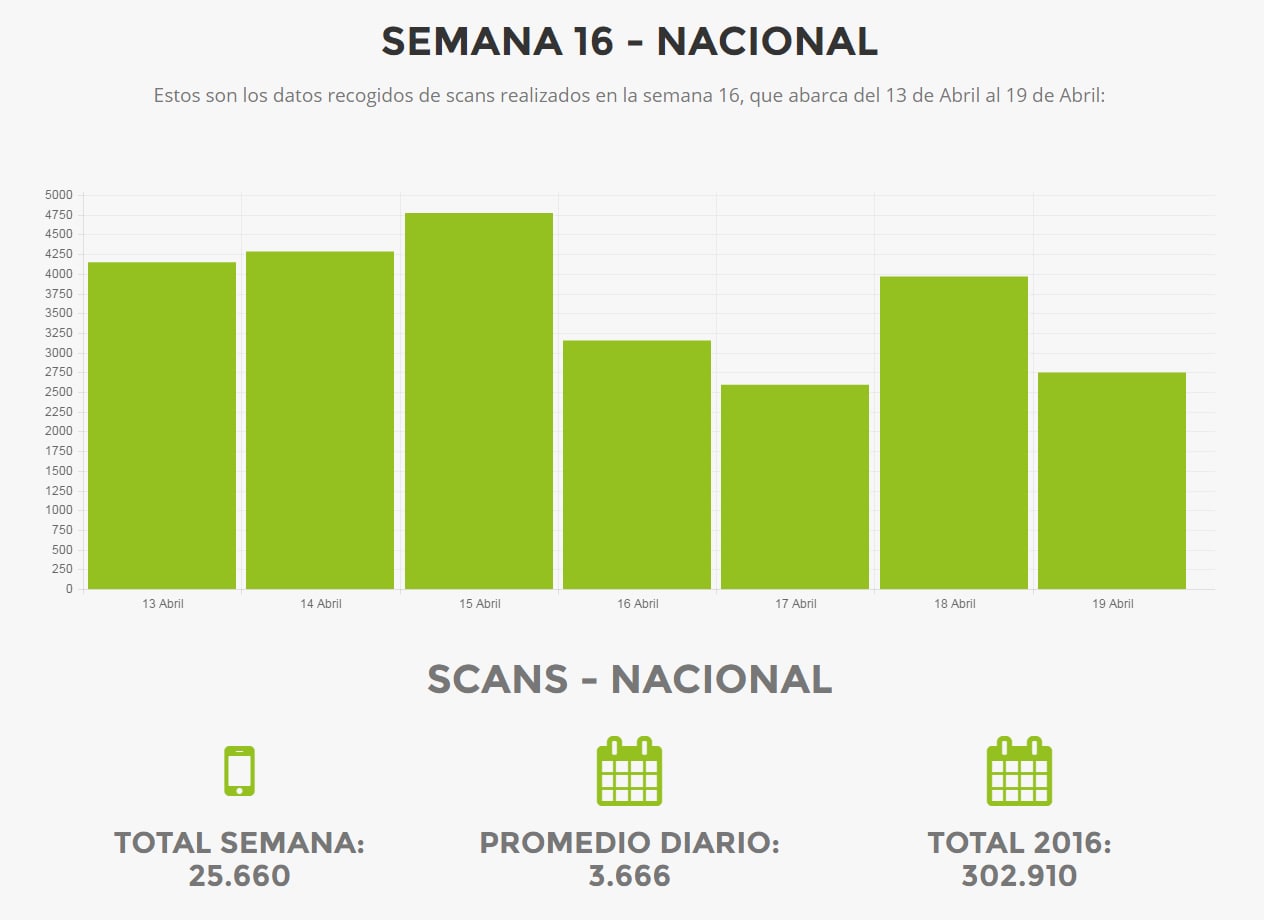 SEMANA 16 - NACIONAL
Estos son los datos recogidos de scans realizados en la semana 16, que abarca del 13 de Abril al 19 de Abril:
5000
4750
4500
4250
4000
3750
3500
3250
3000
2750
2500
2250
2000
1750
1500
1250
1000
750
500
250
0
13 Abril
14 Abril
15 Abril
16 Abril
17 Abril
18 Abril
19 Abril
SCANS - NACIONAL
TOTAL SEMANA:
25.660
PROMEDIO DIARIO:
3.666
TOTAL 2016:
302.910